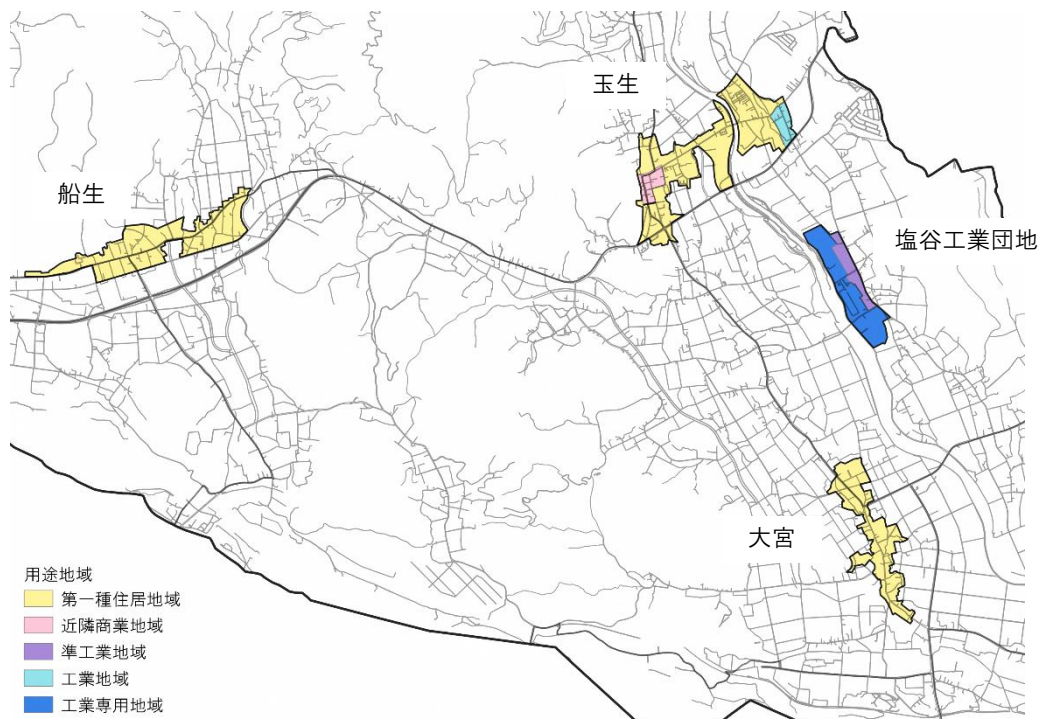 玉生
船生
塩谷工業団地
大宮
用途地域
第一種住居地域
近隣商業地域
準工業地域
工業地域
工業専用地域